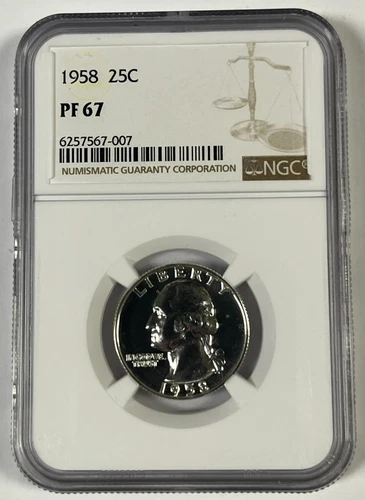 1958 25C
PF 67
6257567-007
NUMISMATIC GUARANTY CORPORATION
NGC
LIBERTY
IN GOD WE
TRUST
1958